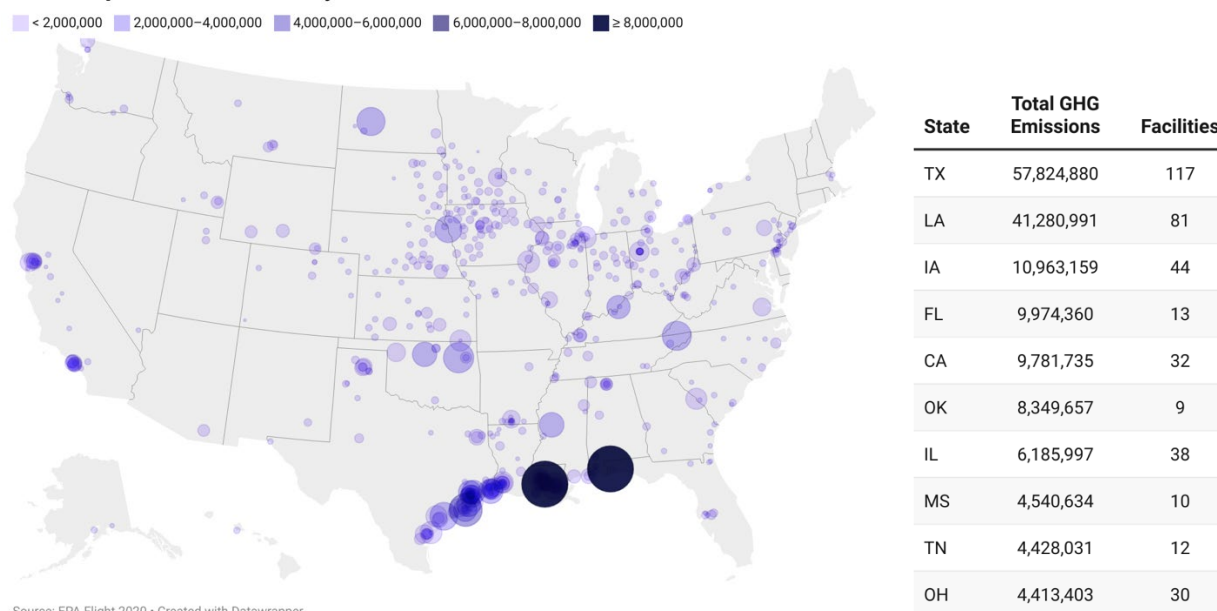 < 2,000,000 2,000,000–4,000,000 4,000,000–6,000,000 6,000,000–8,000,000 ≥ 8,000,000
State Total GHG Emissions Facilities
TX 57,824,880 117
LA 41,280,991 81
IA 10,963,159 44
FL 9,974,360 13
CA 9,781,735 32
OK 8,349,657 9
IL 6,185,997 38
MS 4,540,634 10
TN 4,428,031 12
OH 4,413,403 30
Source: EPA Flight 2020 • Created with Datawrapper